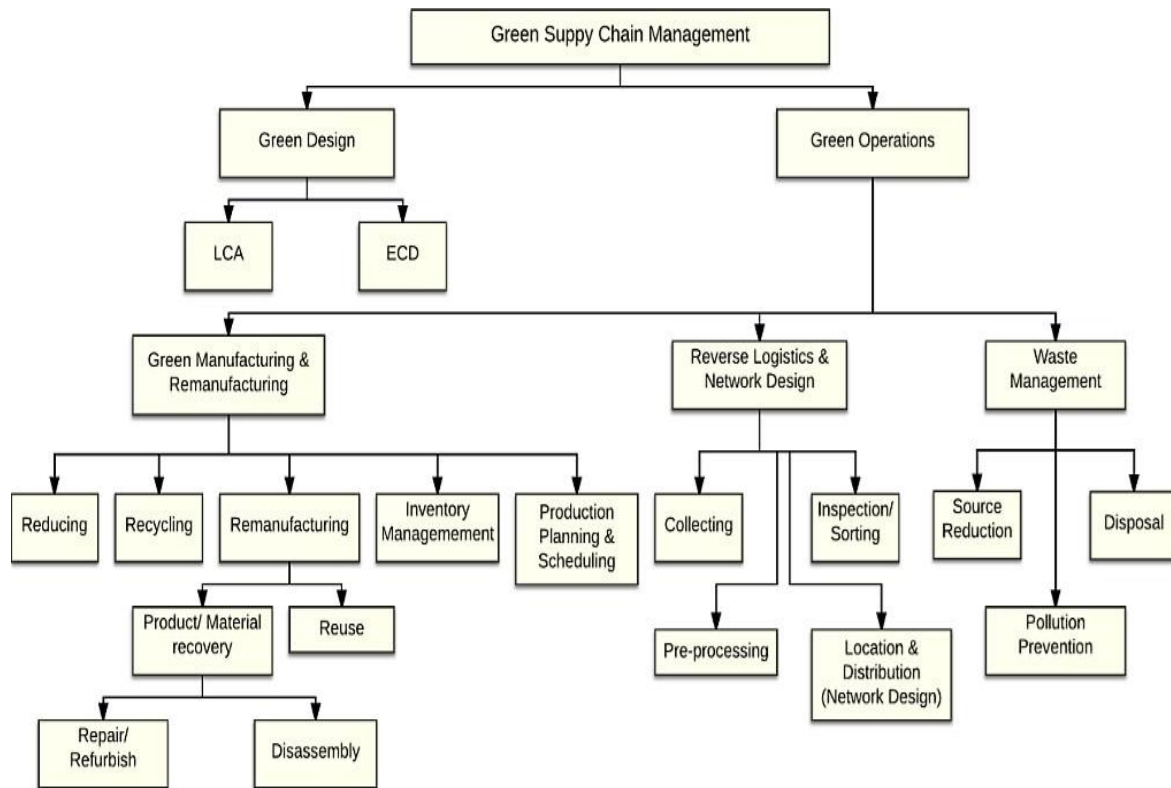 Green Suppy Chain Management
Green Design
Green Operations
LCA
ECD
Green Manufacturing &
Remanufacturing
Reverse Logistics &
Network Design
Waste
Management
Reducing
Recycling
Remanufacturing
Inventory
Managemement
Production
Planning &
Scheduling
Collecting
Inspection/
Sorting
Source
Reduction
Disposal
Product/ Material
recovery
Reuse
Pre-processing
Location &
Distribution
(Network Design)
Pollution
Prevention
Repair/
Refurbish
Disassembly